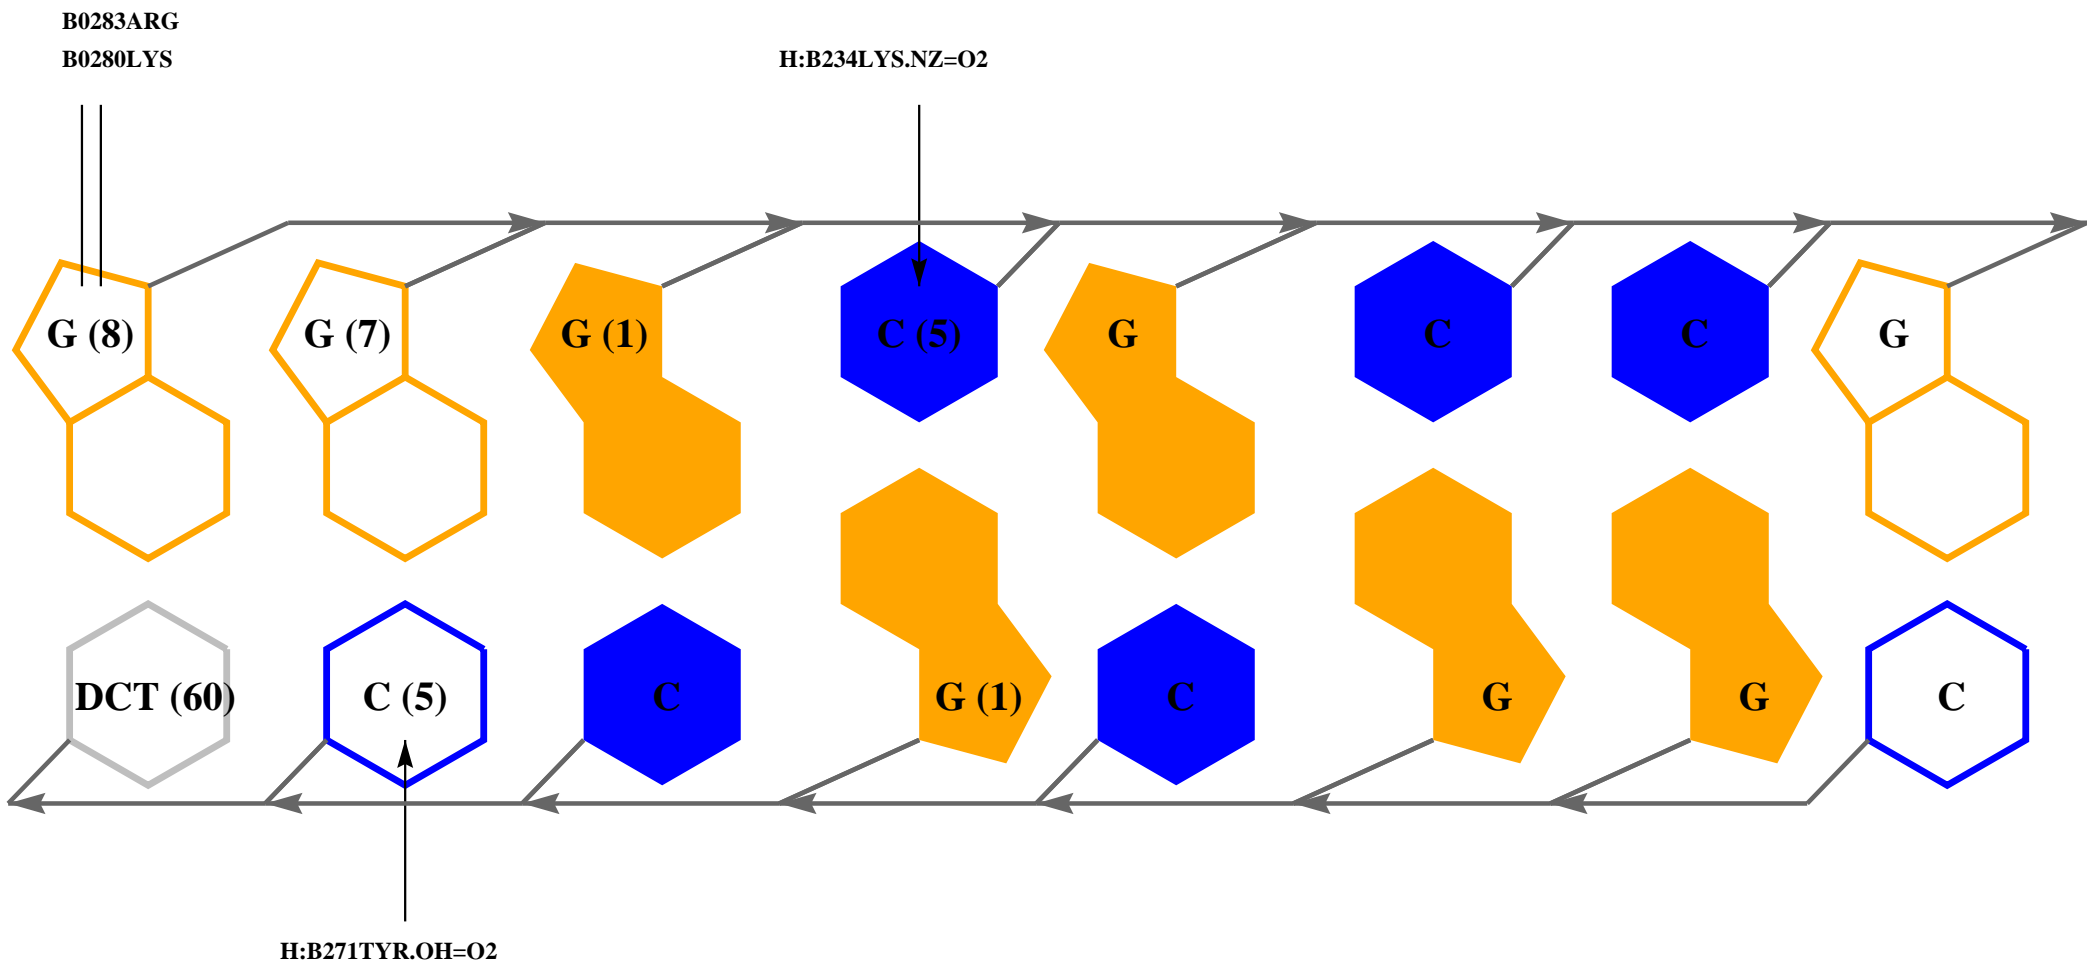 B0283ARG
B0280LYS
H:B234LYS.NZ=O2
G (8) G (7) G (1) C (5) G C C G
DCT (60) C (5) C G (1) C G G C
H:B271TYR.OH=O2